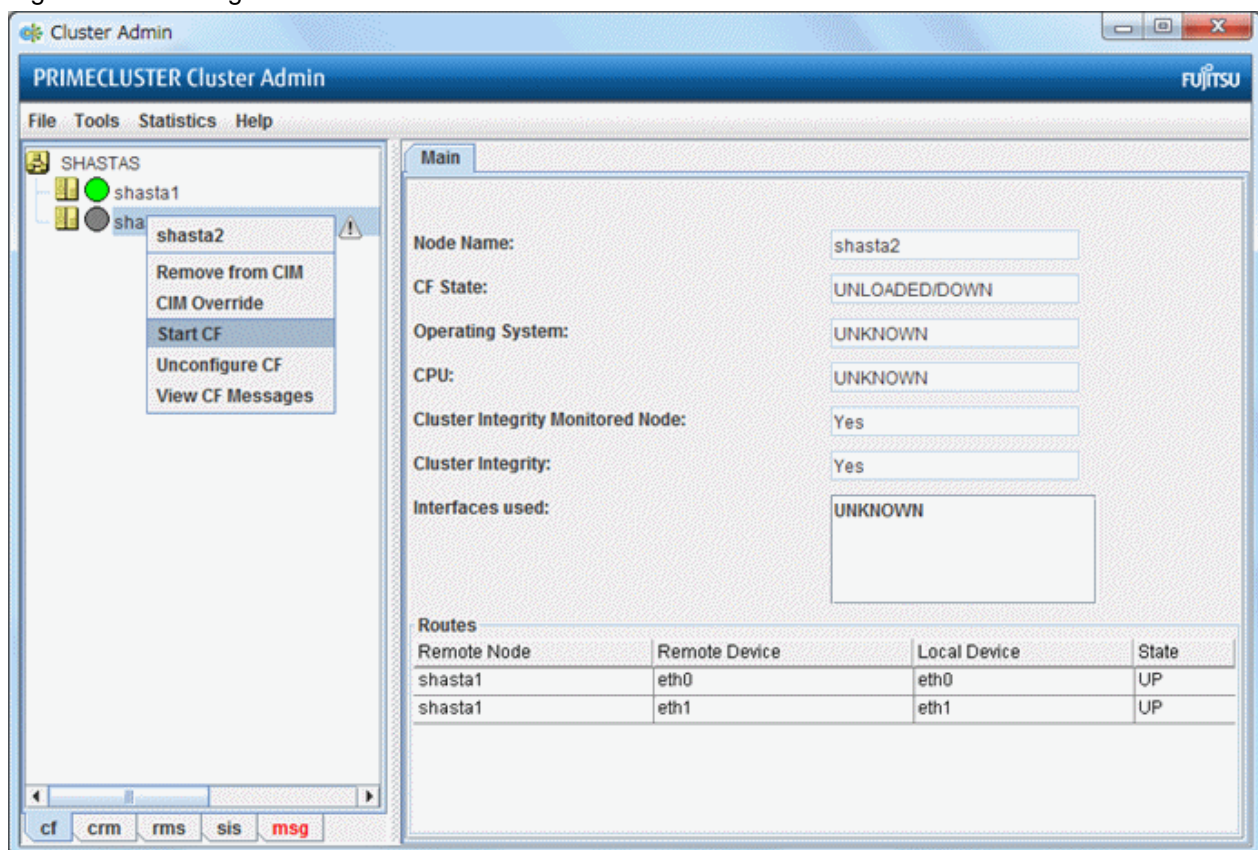 Cluster Admin
PRIMECLUSTER Cluster Admin
FUJITSU
File Tools Statistics Help
SHASTAS
shasta1
sha
shasta2
Remove from CIM
CIM Override
Start CF
Unconfigure CF
View CF Messages
Main
Node Name: shasta2
CF State: UNLOADED/DOWN
Operating System: UNKNOWN
CPU: UNKNOWN
Cluster Integrity Monitored Node: Yes
Cluster Integrity: Yes
Interfaces used: UNKNOWN
Routes
Remote Node Remote Device Local Device State
shasta1 eth0 eth0 UP
shasta1 eth1 eth1 UP
cf crm rms sis msg